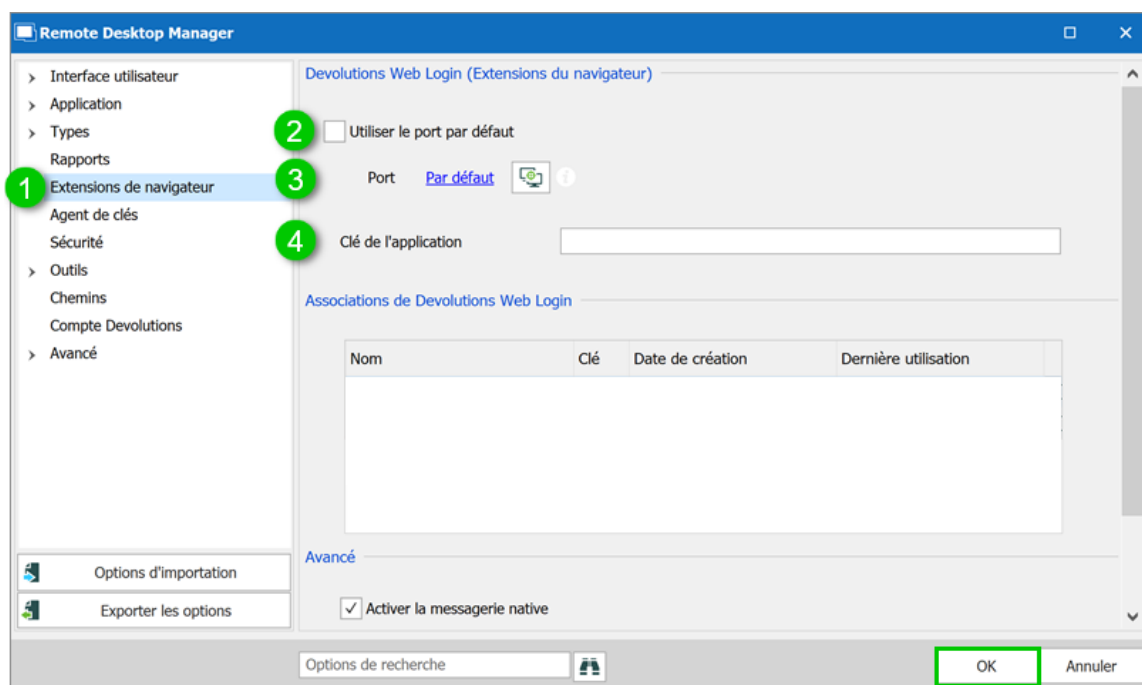 Remote Desktop Manager
Interface utilisateur
Application
Types
Rapports
1 Extensions de navigateur
Agent de clés
Sécurité
Outils
Chemins
Compte Devolutions
Avancé
Options d'importation
Exporter les options
Devolutions Web Login (Extensions du navigateur)
2 Utiliser le port par défaut
3 Port Par défaut
4 Clé de l'application
Associations de Devolutions Web Login
Nom Clé Date de création Dernière utilisation
Avancé
Activer la messagerie native
Options de recherche
OK Annuler